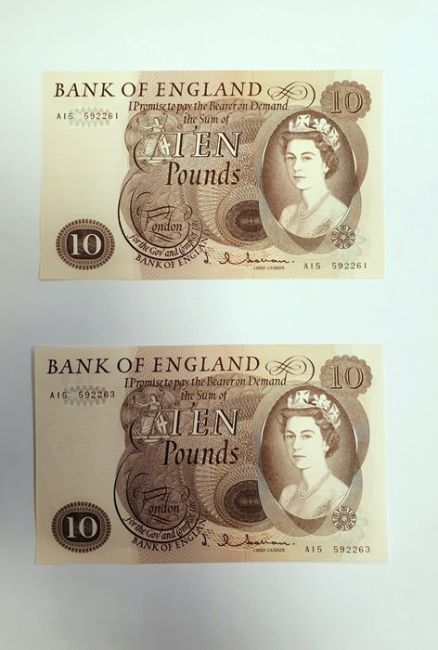 BANK OF ENGLAND
10
I Promise to pay the Bearer on Demand
the Sum of
A15 592261
TEN
Pounds
London
for the Govr and Compa of the
BANK OF ENGLAND
10
CHIEF CASHIER
A15 592261
BANK OF ENGLAND
10
I Promise to pay the Bearer on Demand
the Sum of
A15 592263
TEN
Pounds
London
for the Govr and Compa of the
BANK OF ENGLAND
10
CHIEF CASHIER
A15 592263